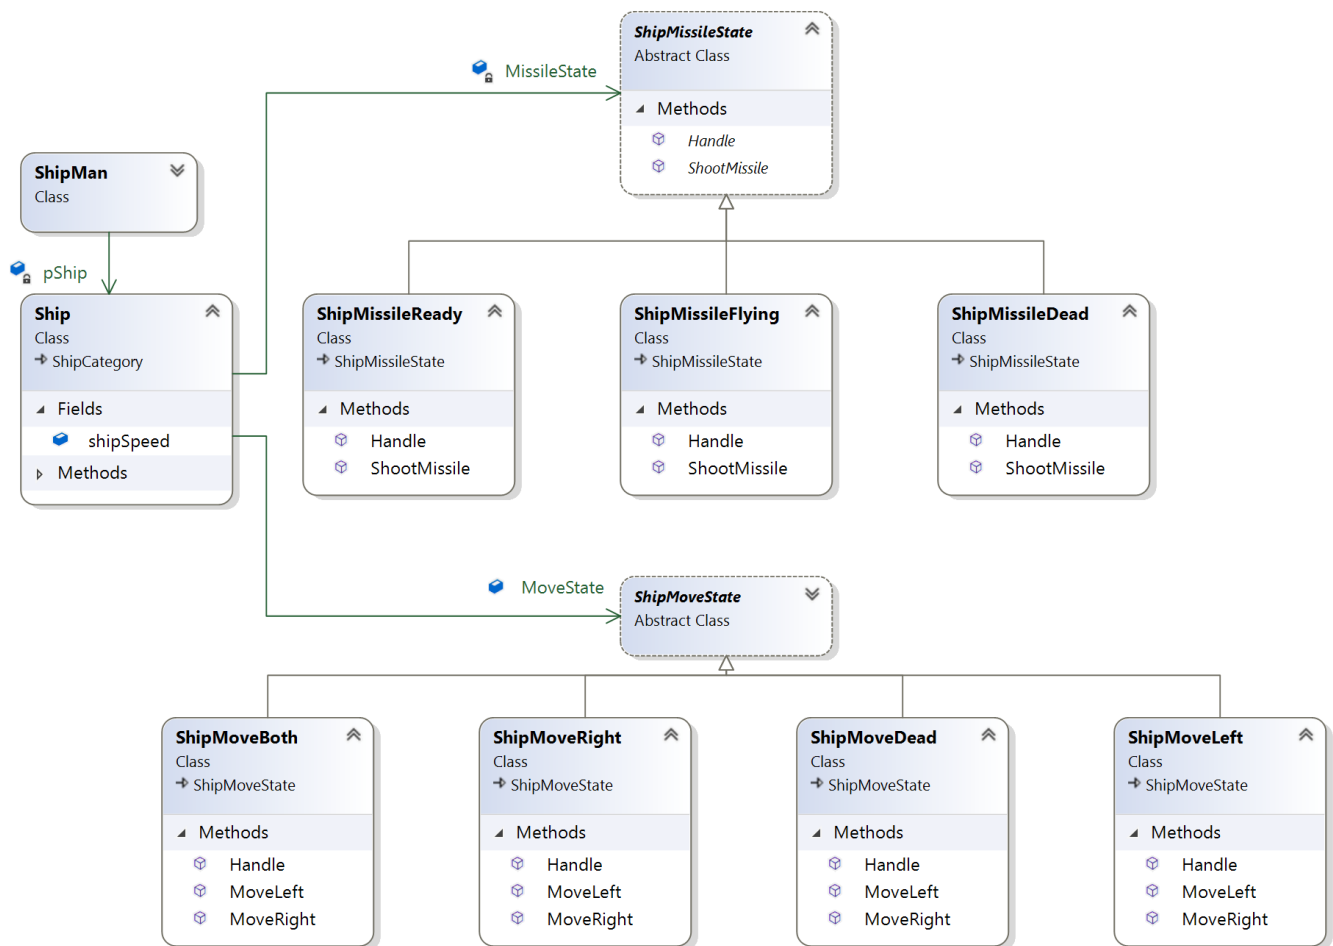 ShipMissileState
Abstract Class
Methods
Handle
ShootMissile
MissileState
ShipMan
Class
pShip
Ship
Class
ShipCategory
Fields
shipSpeed
Methods
ShipMissileReady
Class
ShipMissileState
Methods
Handle
ShootMissile
ShipMissileFlying
Class
ShipMissileState
Methods
Handle
ShootMissile
ShipMissileDead
Class
ShipMissileState
Methods
Handle
ShootMissile
MoveState
ShipMoveState
Abstract Class
ShipMoveBoth
Class
ShipMoveState
Methods
Handle
MoveLeft
MoveRight
ShipMoveRight
Class
ShipMoveState
Methods
Handle
MoveLeft
MoveRight
ShipMoveDead
Class
ShipMoveState
Methods
Handle
MoveLeft
MoveRight
ShipMoveLeft
Class
ShipMoveState
Methods
Handle
MoveLeft
MoveRight